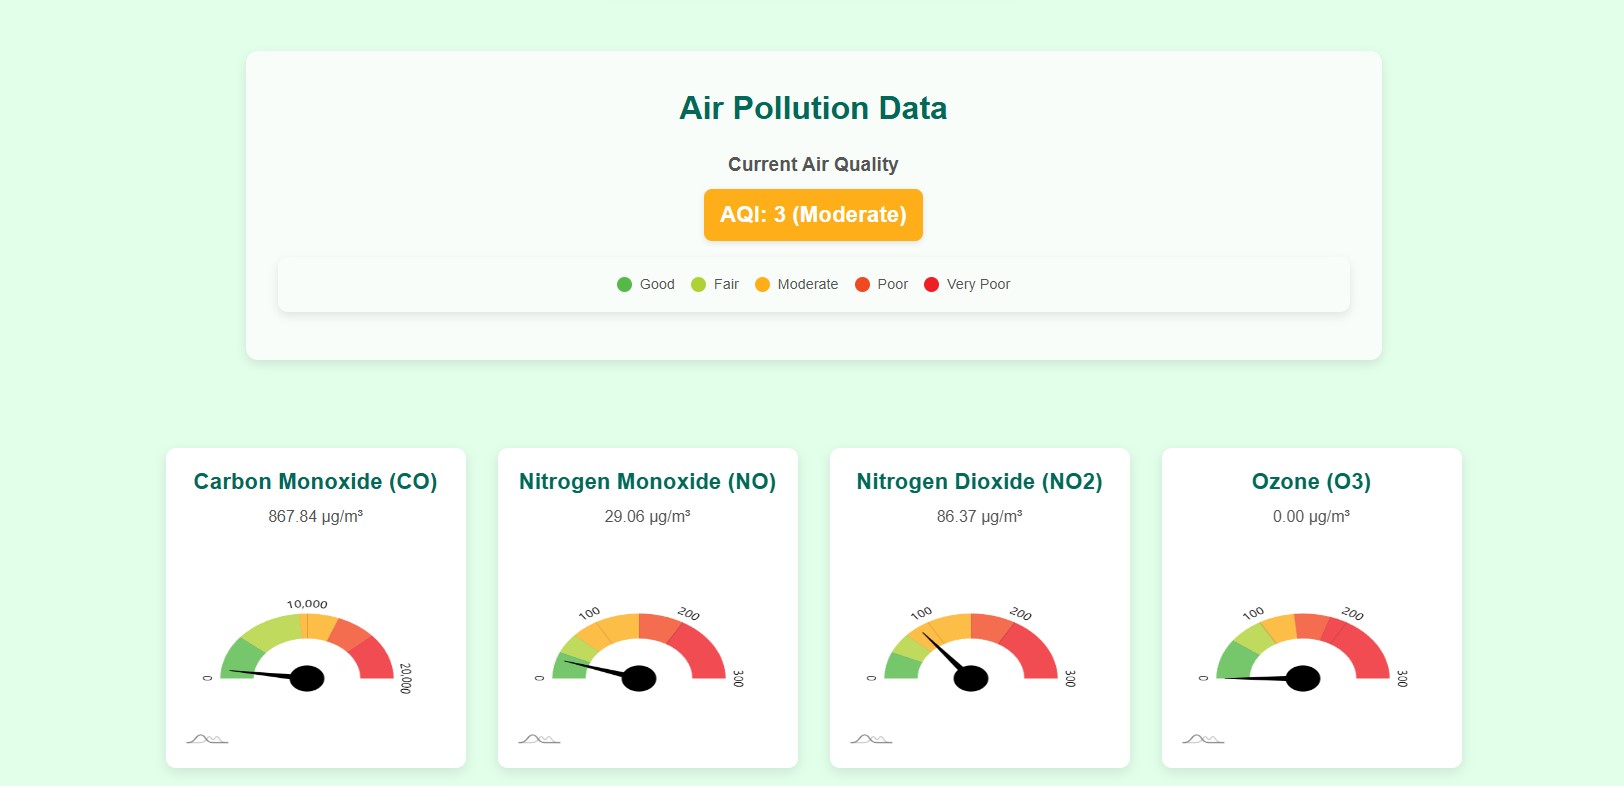 Air Pollution Data
Current Air Quality
AQI: 3 (Moderate)
Good Fair Moderate Poor Very Poor
Carbon Monoxide (CO)
867.84 µg/m³
0
10,000
20,000
Nitrogen Monoxide (NO)
29.06 µg/m³
0
100
200
300
Nitrogen Dioxide (NO2)
86.37 µg/m³
0
100
200
300
Ozone (O3)
0.00 µg/m³
0
100
200
300